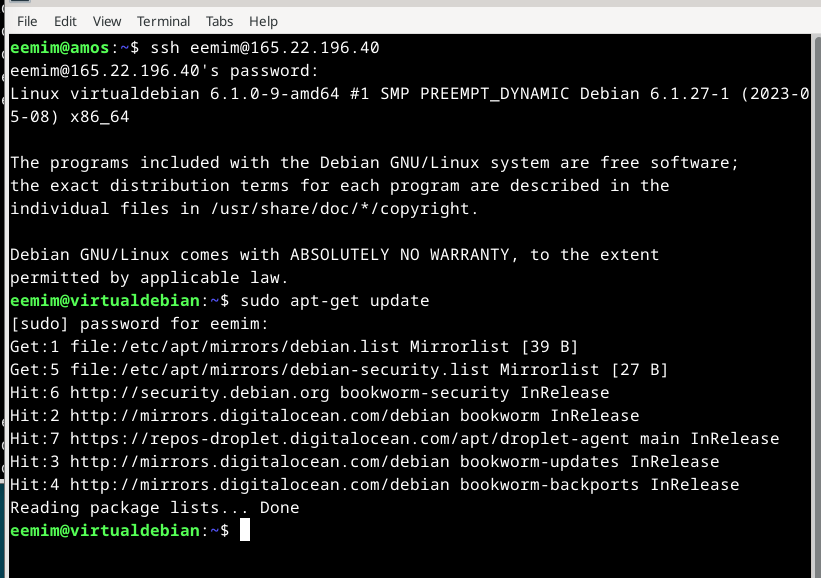 File Edit View Terminal Tabs Help
eemim@amos:~$ ssh eemim@165.22.196.40
eemim@165.22.196.40's password:
Linux virtualdebian 6.1.0-9-amd64 #1 SMP PREEMPT_DYNAMIC Debian 6.1.27-1 (2023-0
5-08) x86_64
The programs included with the Debian GNU/Linux system are free software;
the exact distribution terms for each program are described in the
individual files in /usr/share/doc/*/copyright.
Debian GNU/Linux comes with ABSOLUTELY NO WARRANTY, to the extent
permitted by applicable law.
eemim@virtualdebian:~$ sudo apt-get update
[sudo] password for eemim:
Get:1 file:/etc/apt/mirrors/debian.list Mirrorlist [39 B]
Get:5 file:/etc/apt/mirrors/debian-security.list Mirrorlist [27 B]
Hit:6 http://security.debian.org bookworm-security InRelease
Hit:2 http://mirrors.digitalocean.com/debian bookworm InRelease
Hit:7 https://repos-droplet.digitalocean.com/apt/droplet-agent main InRelease
Hit:3 http://mirrors.digitalocean.com/debian bookworm-updates InRelease
Hit:4 http://mirrors.digitalocean.com/debian bookworm-backports InRelease
Reading package lists... Done
eemim@virtualdebian:~$